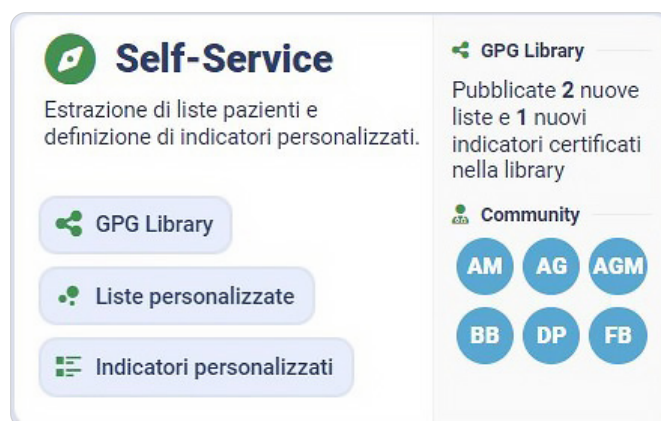 Self-Service
Estrazione di liste pazienti e
definizione di indicatori personalizzati.
GPG Library
Liste personalizzate
Indicatori personalizzati
GPG Library
Pubblicate 2 nuove
liste e 1 nuovi
indicatori certificati
nella library
Community
AM AG AGM
BB DP FB